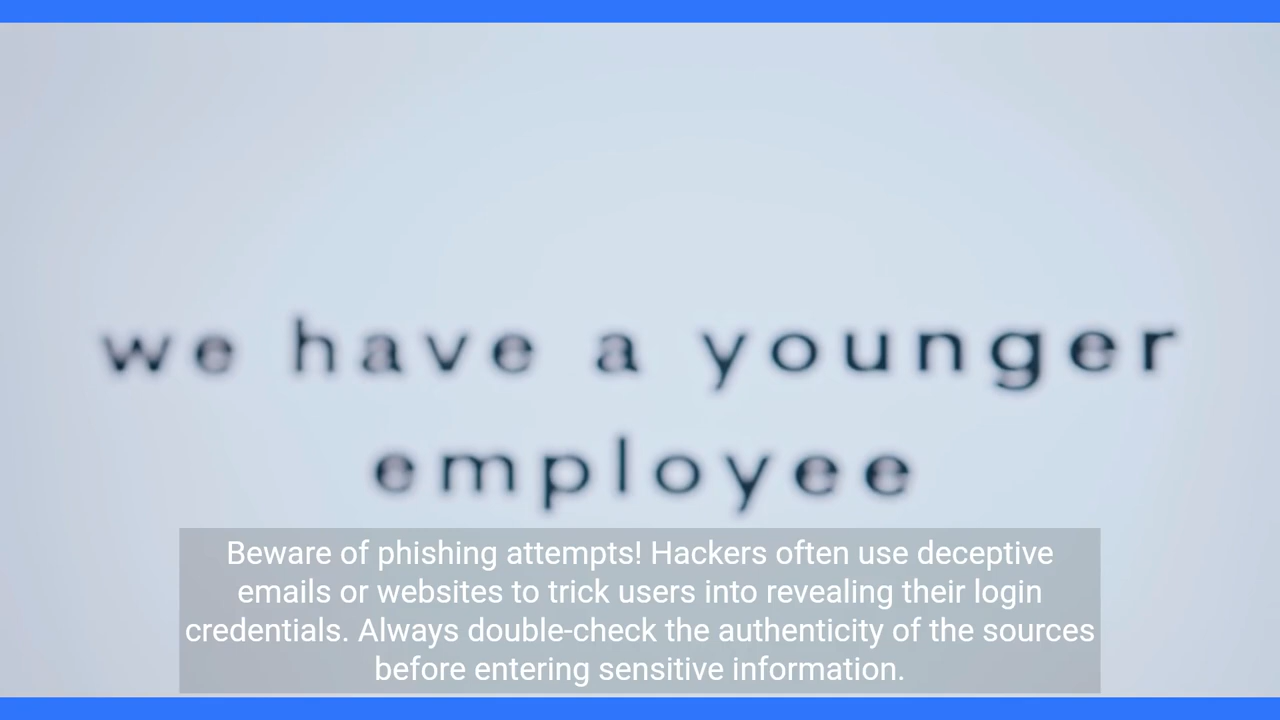 we have a younger
employee
Beware of phishing attempts! Hackers often use deceptive
emails or websites to trick users into revealing their login
credentials. Always double-check the authenticity of the sources
before entering sensitive information.